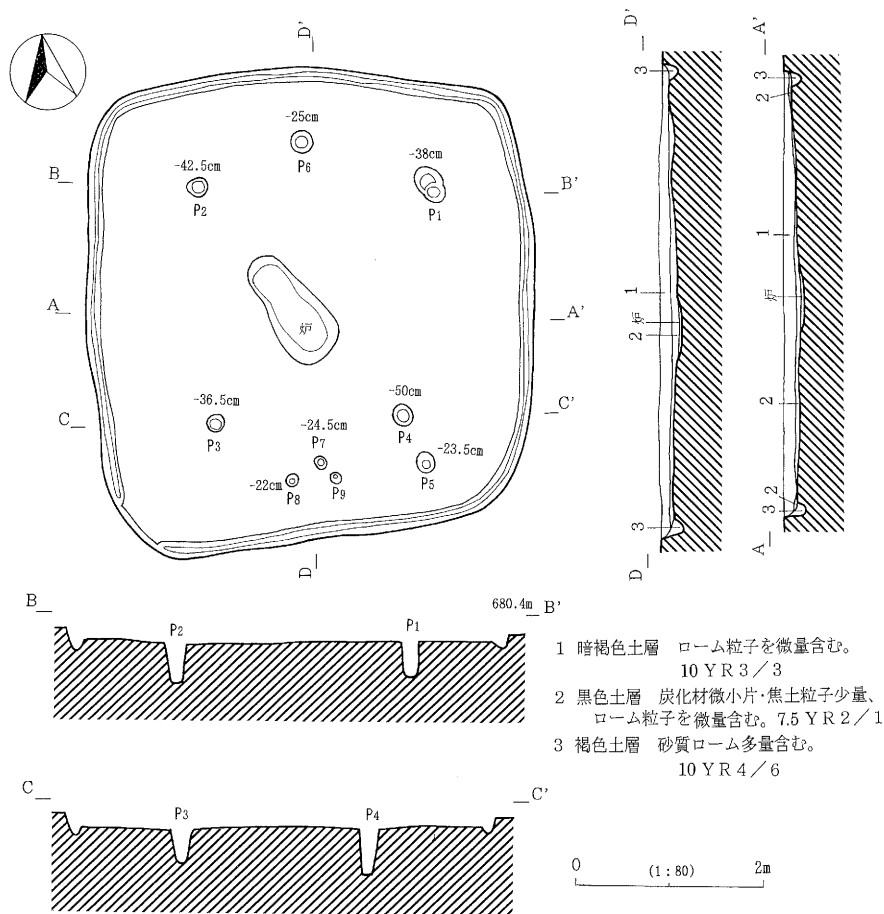 D'
-25cm
P6
-42.5cm
-38cm
B
B'
P2
P1
A
A'
炉
-36.5cm
-50cm
C
C'
P3
P4
-24.5cm
P7
-23.5cm
P5
-22cm
P8
P9
D
D'
3
1
炉
2
3
D
A'
3
2
1
炉
2
2
3
A
B
680.4m
B'
P2
P1
C
C'
P3
P4
1 暗褐色土層 ローム粒子を微量含む。
10YR3/3
2 黒色土層 炭化材微小片・焦土粒子少量、
ローム粒子を微量含む。7.5YR2/1
3 褐色土層 砂質ローム多量含む。
10YR4/6
0 (1:80) 2m